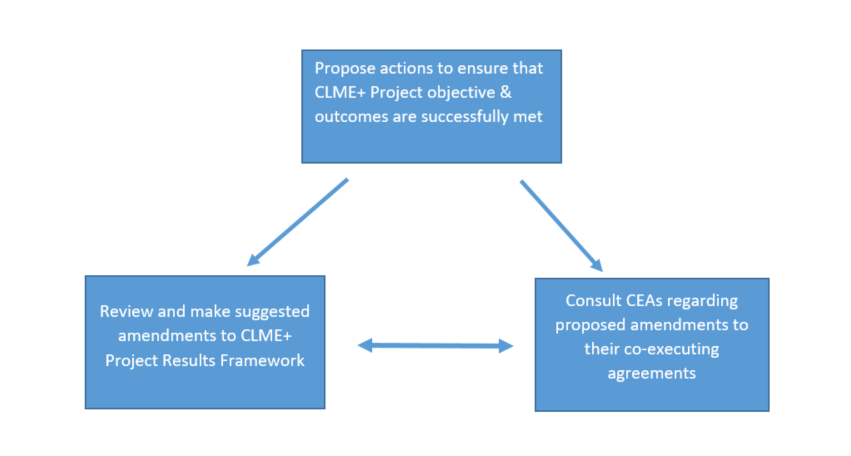 Propose actions to ensure that
CLME+ Project objective &
outcomes are successfully met
Review and make suggested
amendments to CLME+
Project Results Framework
Consult CEAs regarding
proposed amendments to
their co-executing
agreements